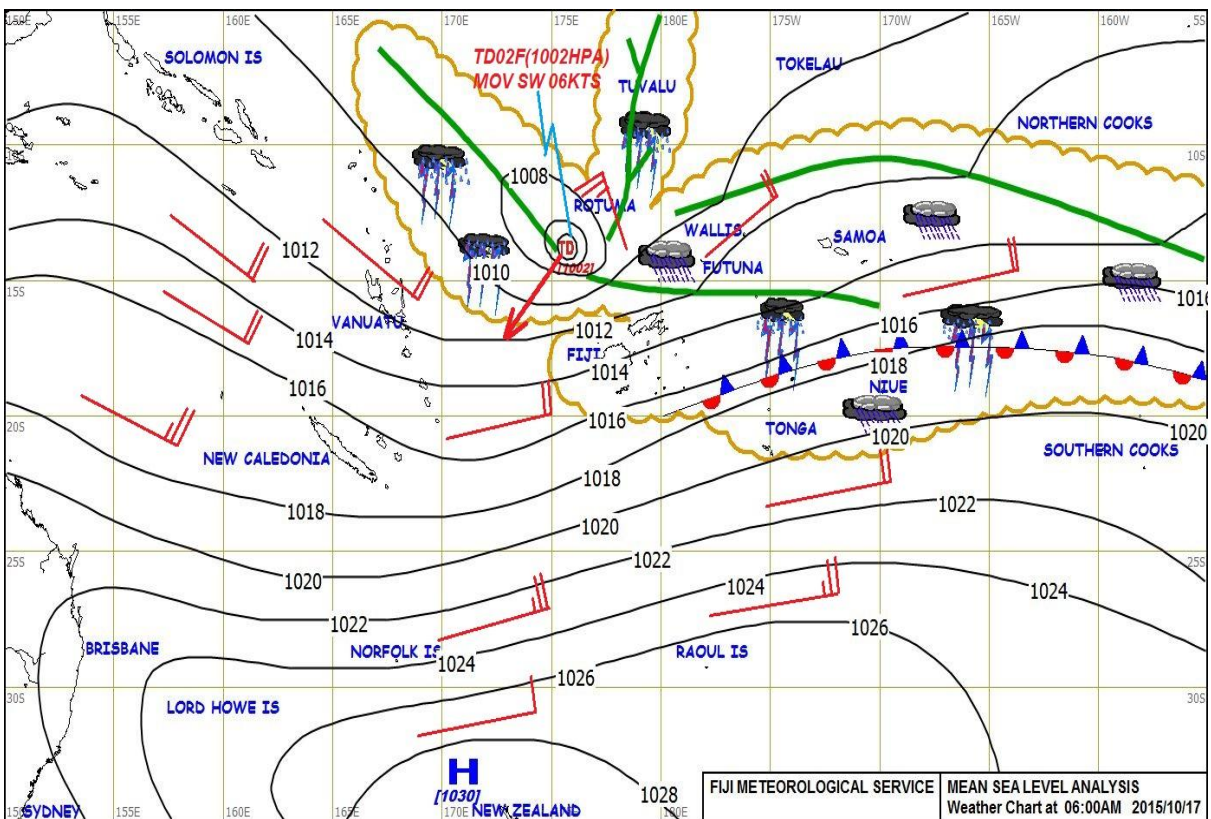 150E 155E 160E 165E 170E 175E 180E 170W 160W 5S
SOLOMON IS
TD02F(1002HPA)
MOV SW 06KTS
TOKELAU
TUVALU
NORTHERN COOKS
10S 10S
1008
ROTUMA
WALLIS
SAMOA
FUTUNA
TD
[1002]
1012
1010
15S
1016
VANUATU
1012
1016
1014
FIJI
1014
1018
1016
NIUE
1016
20S
TONGA
1020
1020
NEW CALEDONIA
SOUTHERN COOKS
1018
1018
1022
1020
25S 25S
1022
1020
1024
1024
1022
BRISBANE
NORFOLK IS
RAOUL IS
1026
1024
1026
30S 30S
LORD HOWE IS
H
[1030]
1028
FIJI METEOROLOGICAL SERVICE
MEAN SEA LEVEL ANALYSIS
Weather Chart at 06:00AM 2015/10/17
SYDNEY
155E 160E 165E NEW ZEALAND 180E